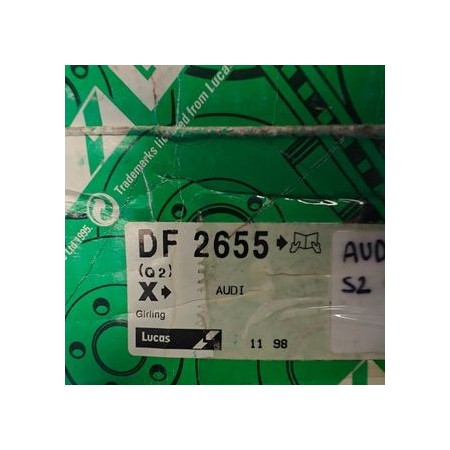 Trademarks licensed from Lucas
Ltd 1995.
DF 2655
(Q2)
X
AUDI
Girling
Lucas
11 98
AUD
S2